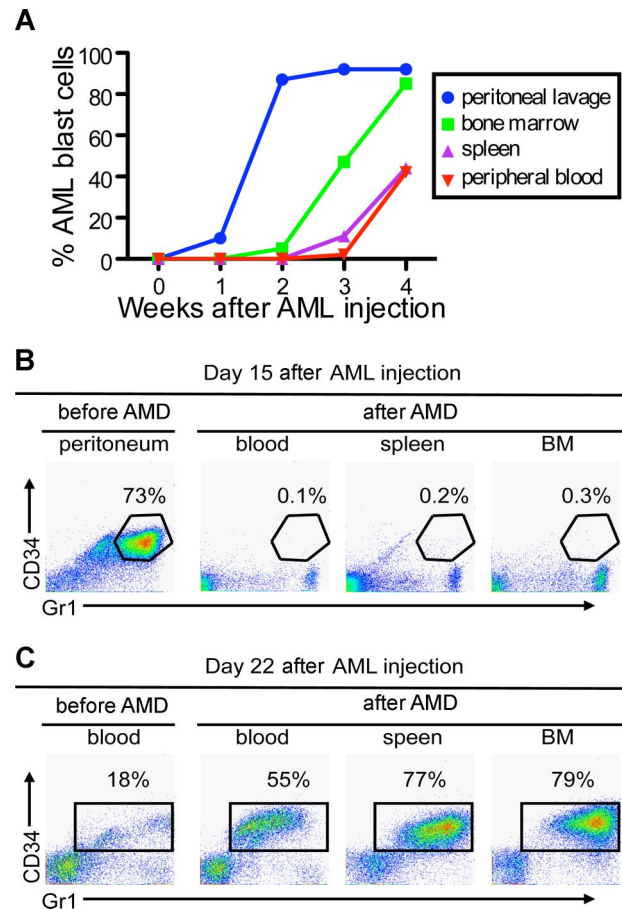 A
% AML blast cells
100
80
60
40
20
0
0 1 2 3 4
Weeks after AML injection
peritoneal lavage
bone marrow
spleen
peripheral blood
B
Day 15 after AML injection
before AMD after AMD
peritoneum blood spleen BM
73% 0.1% 0.2% 0.3%
CD34
Gr1
C
Day 22 after AML injection
before AMD after AMD
blood blood speen BM
18% 55% 77% 79%
CD34
Gr1